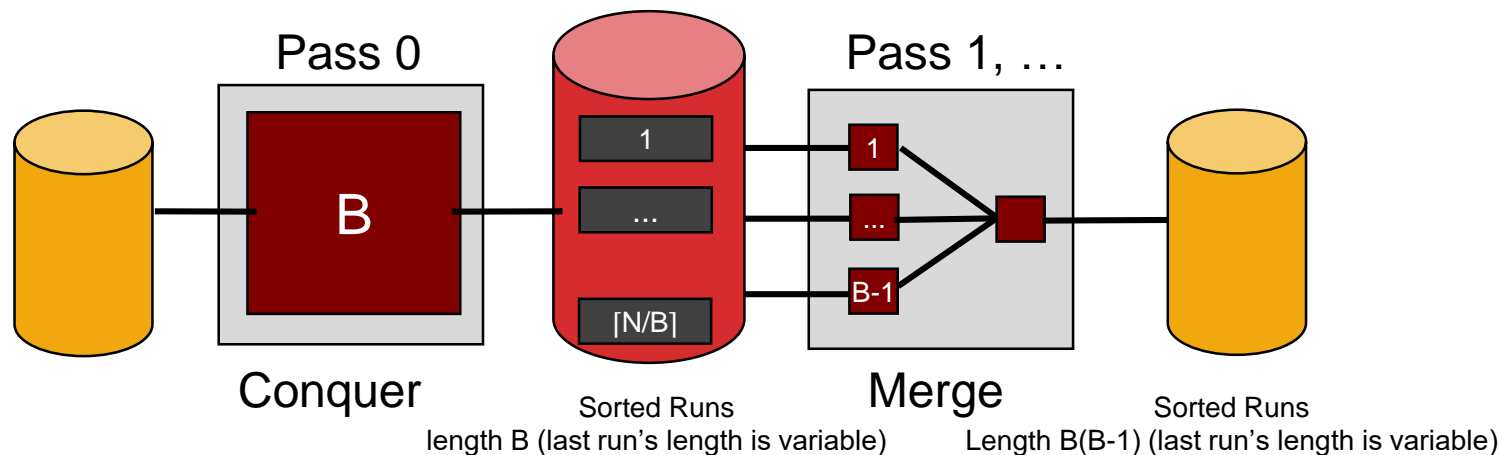 Pass 0
Pass 1, …
B
1
...
⌈N/B⌉
1
...
B-1
Conquer
Merge
Sorted Runs
length B (last run’s length is variable)
Sorted Runs
Length B(B-1) (last run’s length is variable)